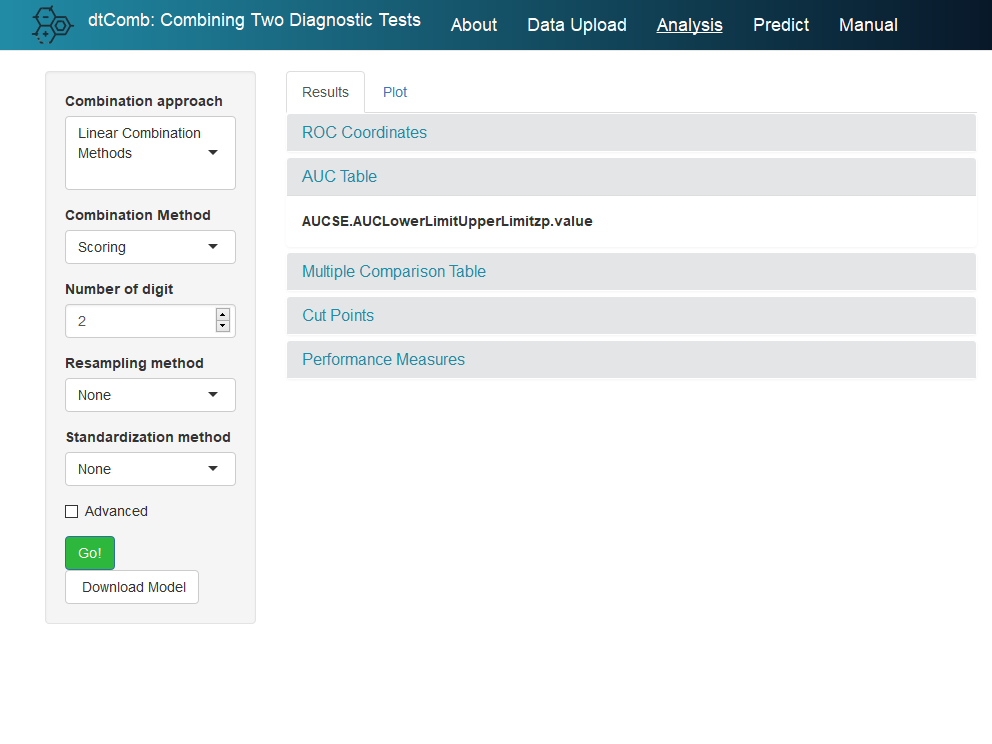 dtComb: Combining Two Diagnostic Tests
About
Data Upload
Analysis
Predict
Manual
Combination approach
Linear Combination
Methods
Combination Method
Scoring
Number of digit
2
Resampling method
None
Standardization method
None
Advanced
Go!
Download Model
Results
Plot
ROC Coordinates
AUC Table
AUCSE.AUCLowerLimitUpperLimitzp.value
Multiple Comparison Table
Cut Points
Performance Measures